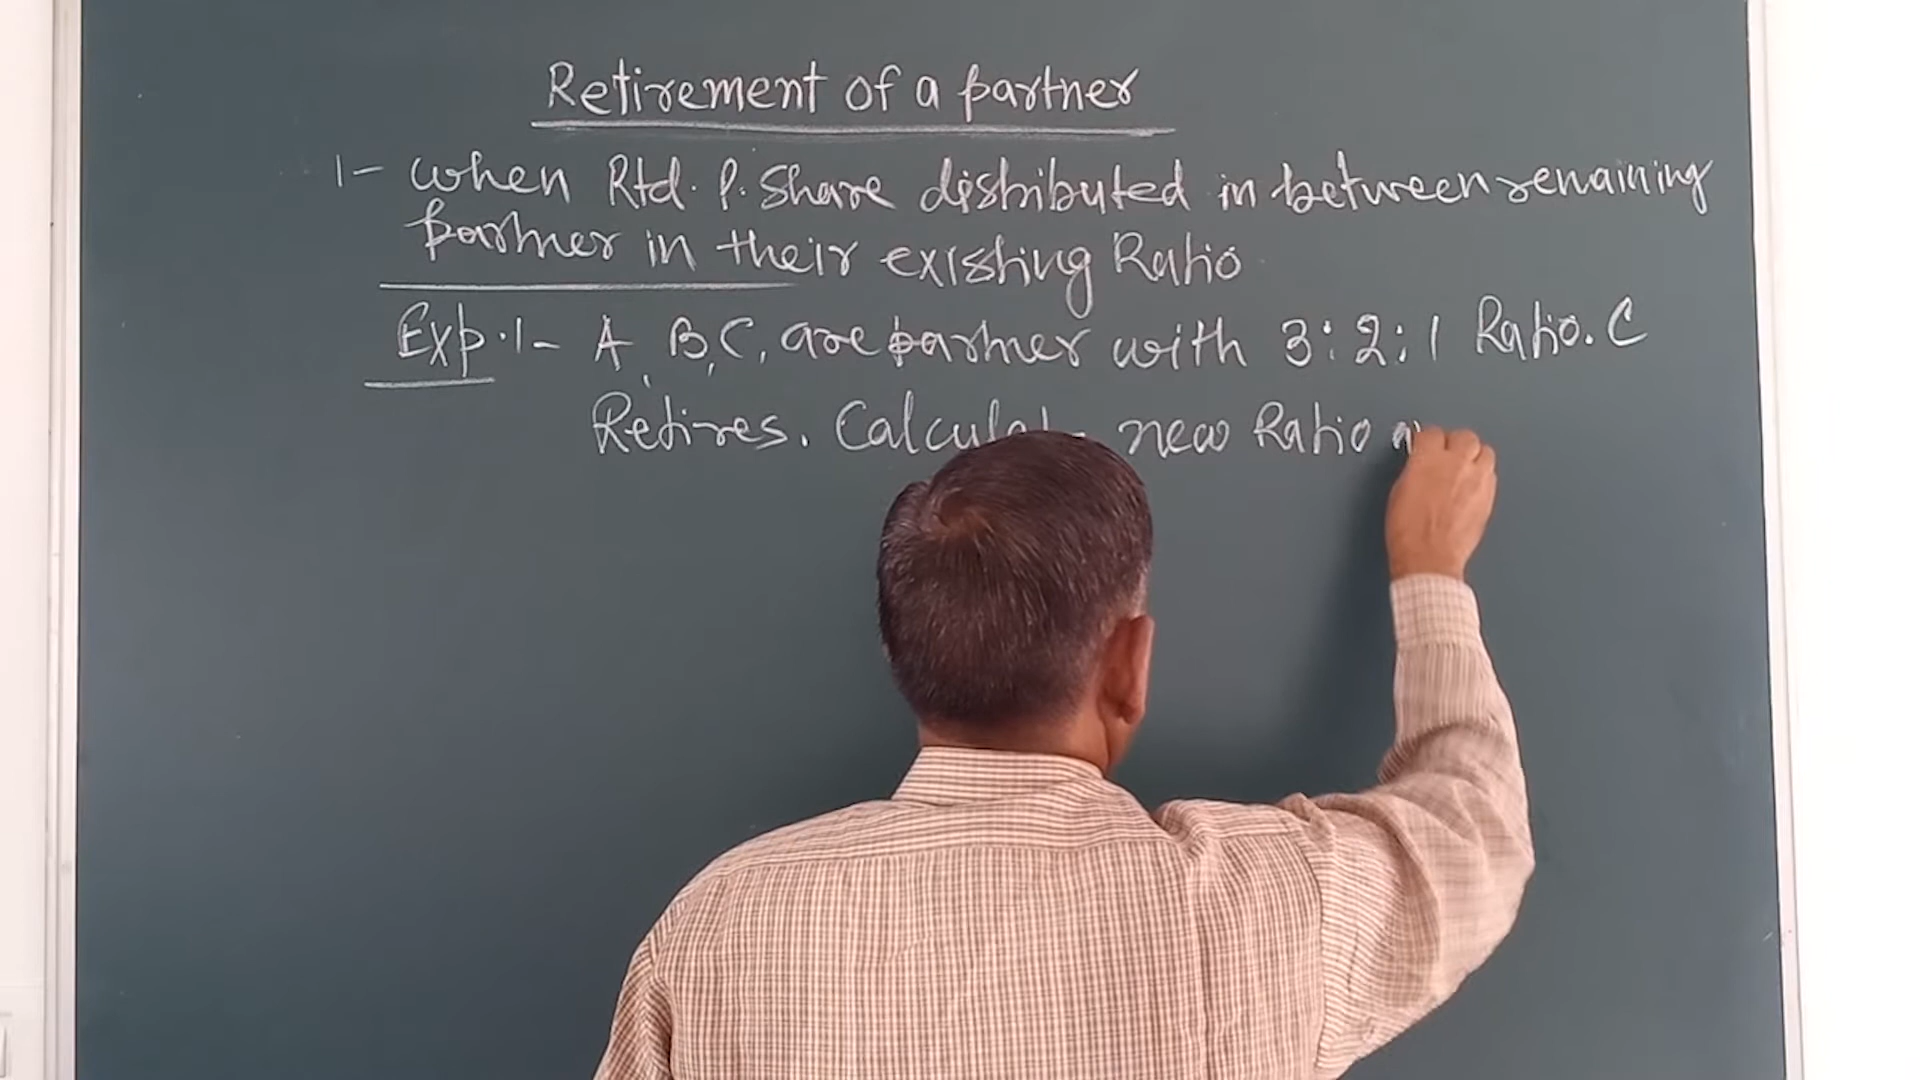 Retirement of a partner
1- when Rtd. P. Share distributed in between remaining
partner in their existing Ratio
Exp.1- A, B, C, are partner with 3:2:1 Ratio. C
Retires. new Ratio